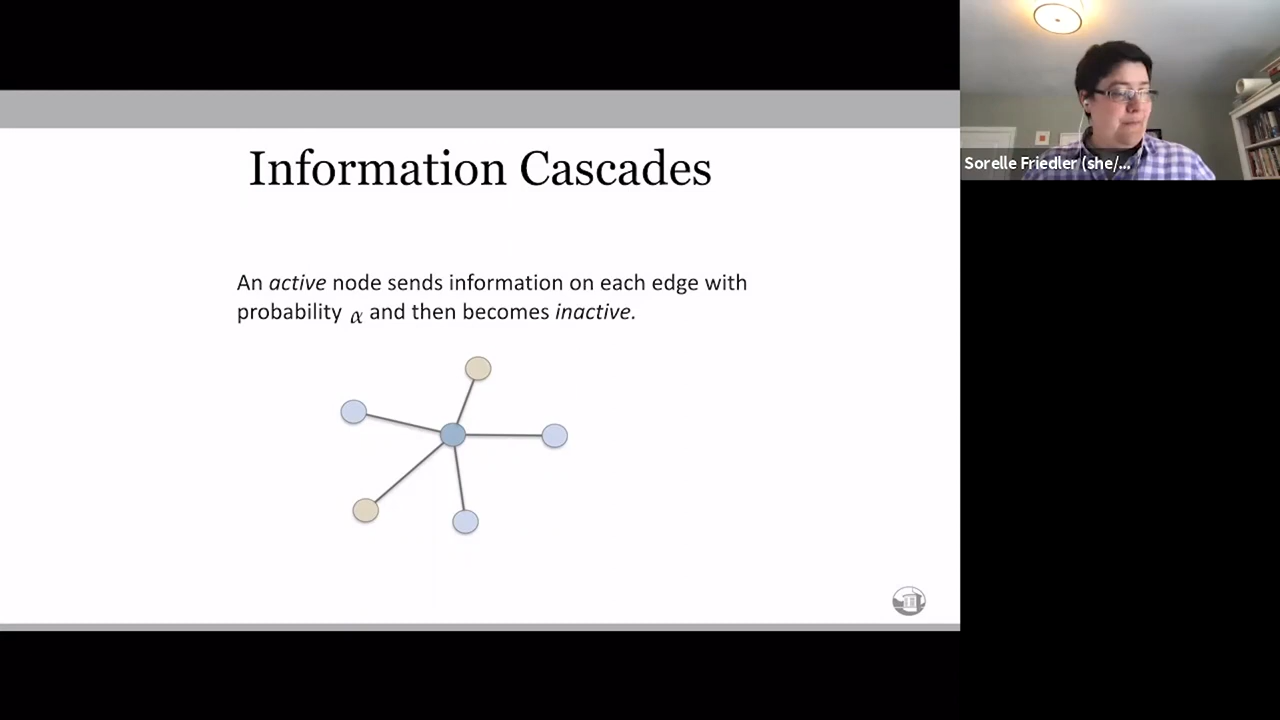 Information Cascades
Sorelle Friedler (she/...
An active node sends information on each edge with
probability α and then becomes inactive.